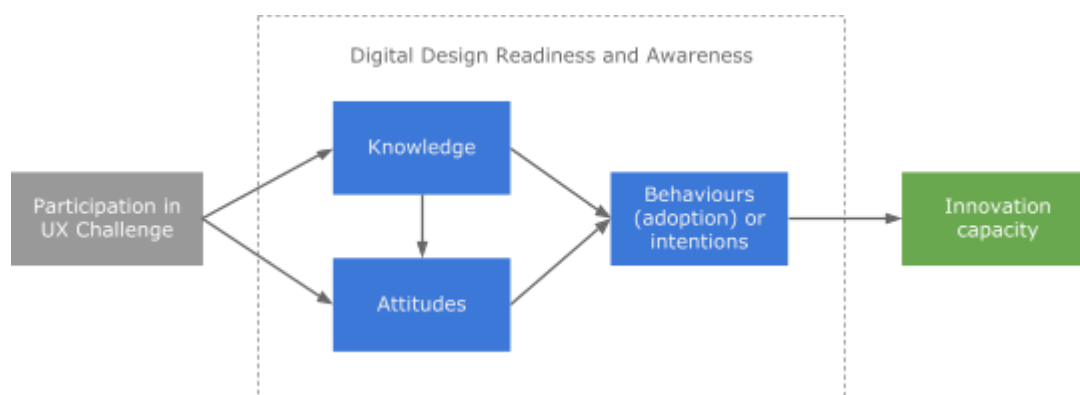 Digital Design Readiness and Awareness
Knowledge
Participation in
UX Challenge
Behaviours
(adoption) or
intentions
Innovation
capacity
Attitudes